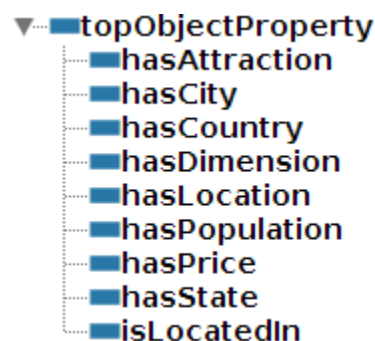 topObjectProperty
hasAttraction
hasCity
hasCountry
hasDimension
hasLocation
hasPopulation
hasPrice
hasState
isLocatedIn